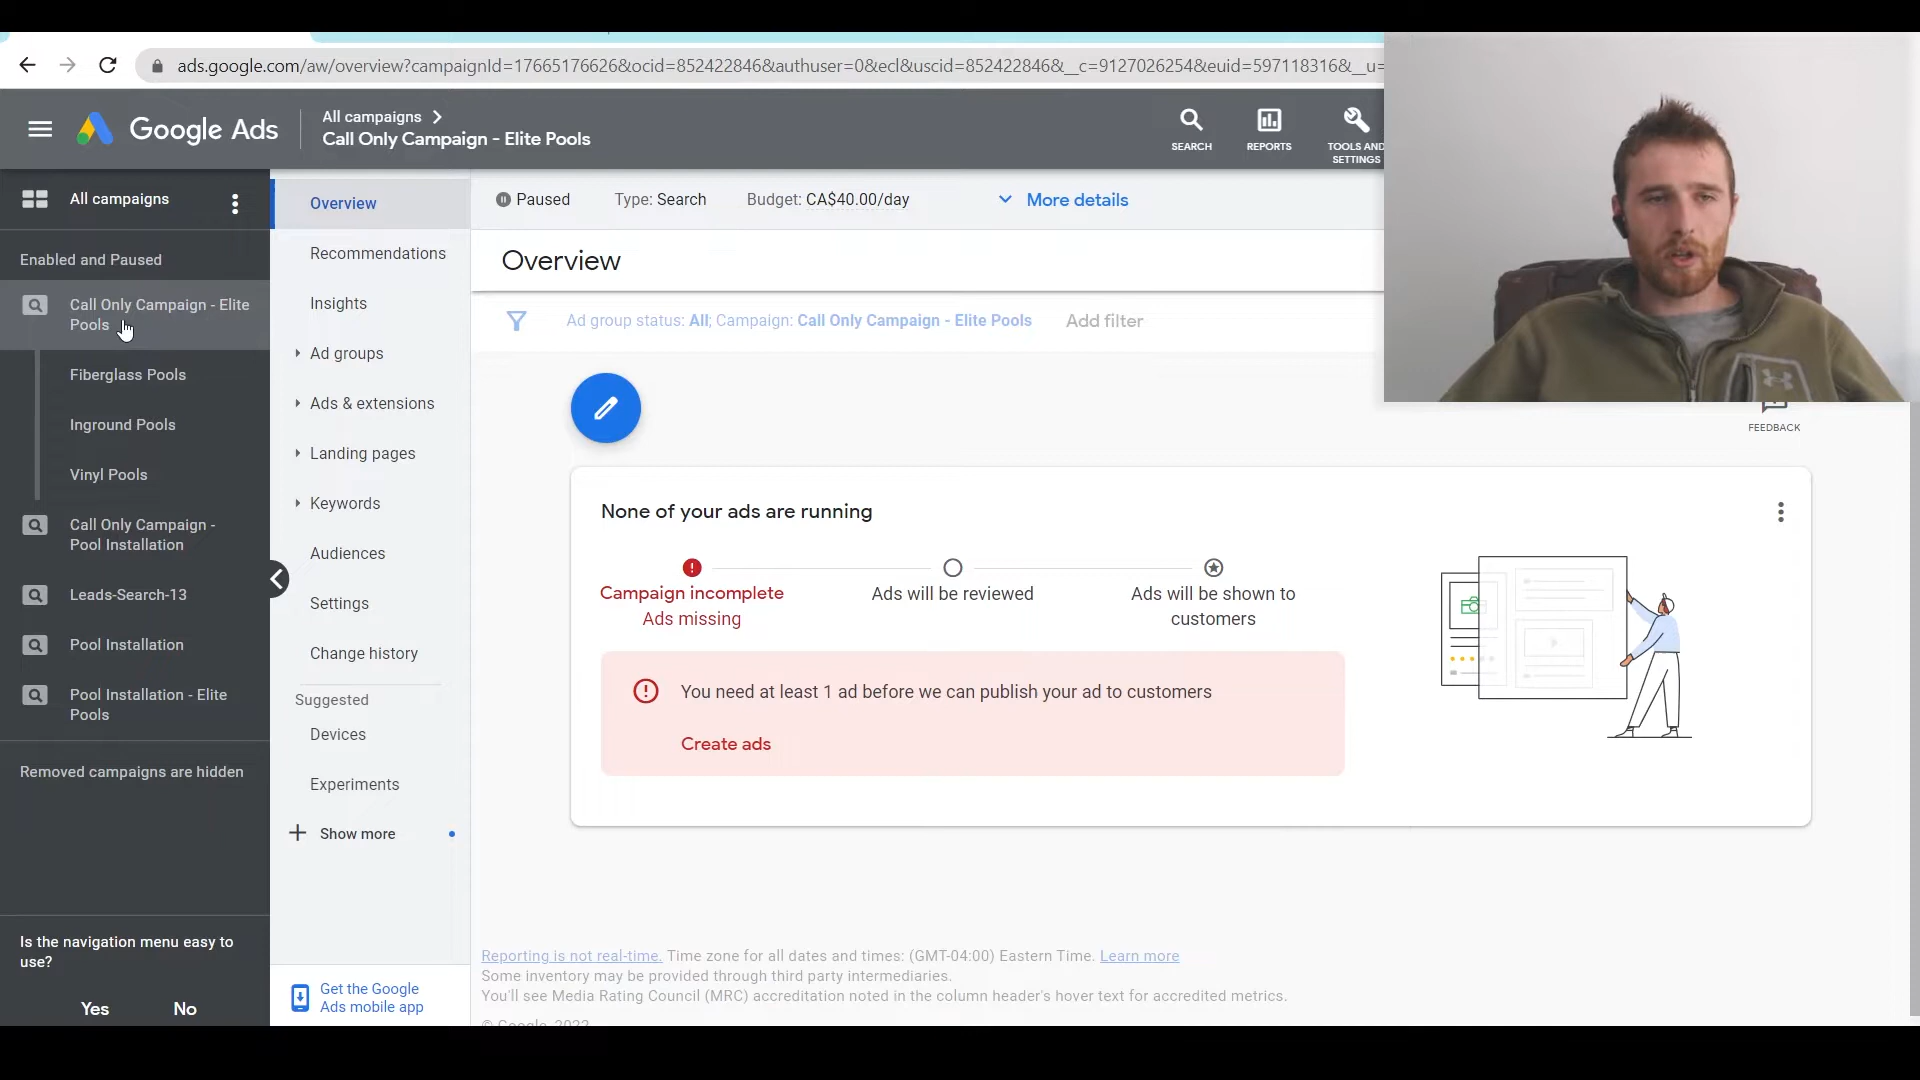 ads.google.com/aw/overview?campaignId=17665176626&ocid=852422846&authuser=0&ecl&uscid=852422846&__c=9127026254&euid=597118316&__u=
Google Ads
All campaigns
Call Only Campaign - Elite Pools
SEARCH
REPORTS
TOOLS AND
SETTINGS
All campaigns
Enabled and Paused
Call Only Campaign - Elite
Pools
Fiberglass Pools
Inground Pools
Vinyl Pools
Call Only Campaign -
Pool Installation
Leads-Search-13
Pool Installation
Pool Installation - Elite
Pools
Removed campaigns are hidden
Is the navigation menu easy to
use?
Yes No
Overview
Recommendations
Insights
Ad groups
Ads & extensions
Landing pages
Keywords
Audiences
Settings
Change history
Suggested
Devices
Experiments
Show more
Get the Google
Ads mobile app
Paused Type: Search Budget: CA$40.00/day More details
Overview
Ad group status: All; Campaign: Call Only Campaign - Elite Pools Add filter
FEEDBACK
None of your ads are running
Campaign incomplete
Ads missing
Ads will be reviewed
Ads will be shown to
customers
You need at least 1 ad before we can publish your ad to customers
Create ads
Reporting is not real-time. Time zone for all dates and times: (GMT-04:00) Eastern Time. Learn more
Some inventory may be provided through third party intermediaries.
You'll see Media Rating Council (MRC) accreditation noted in the column header's hover text for accredited metrics.
© Google, 2022